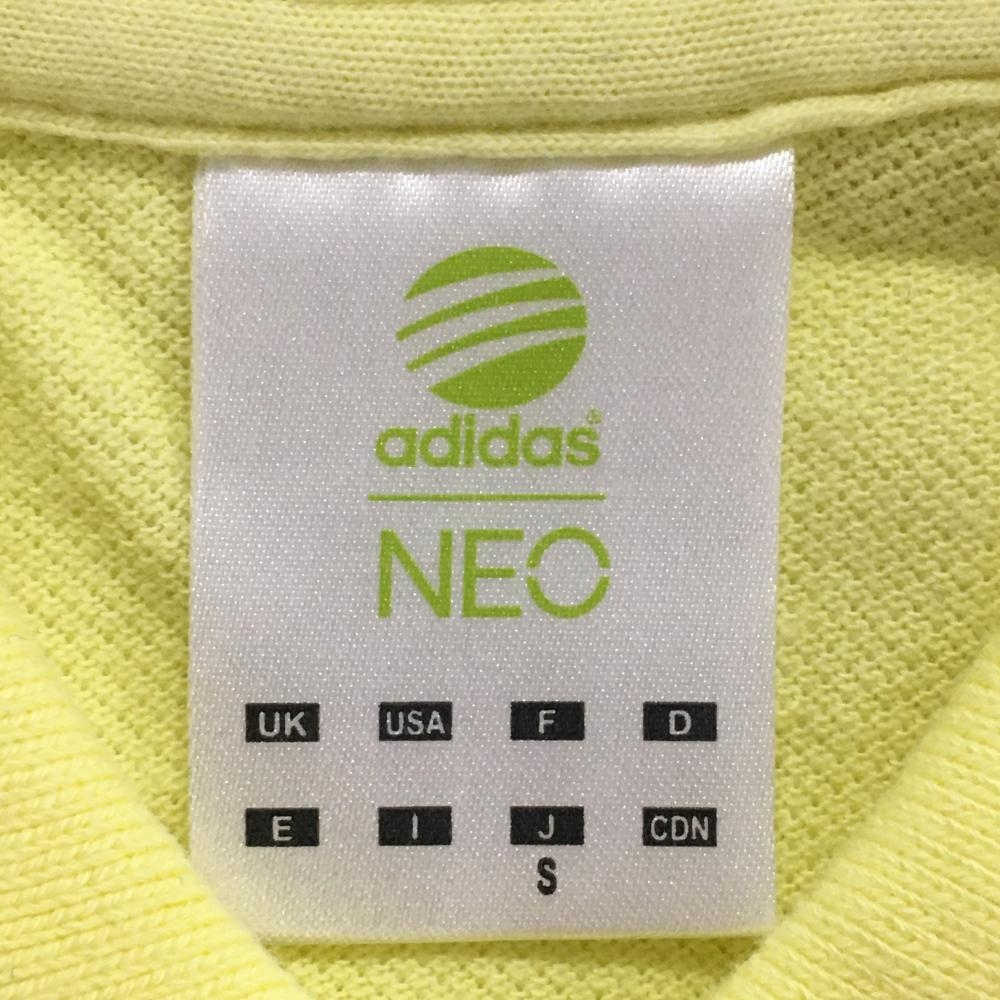 adidas®
NEO
UK USA F D
E I J CDN
S